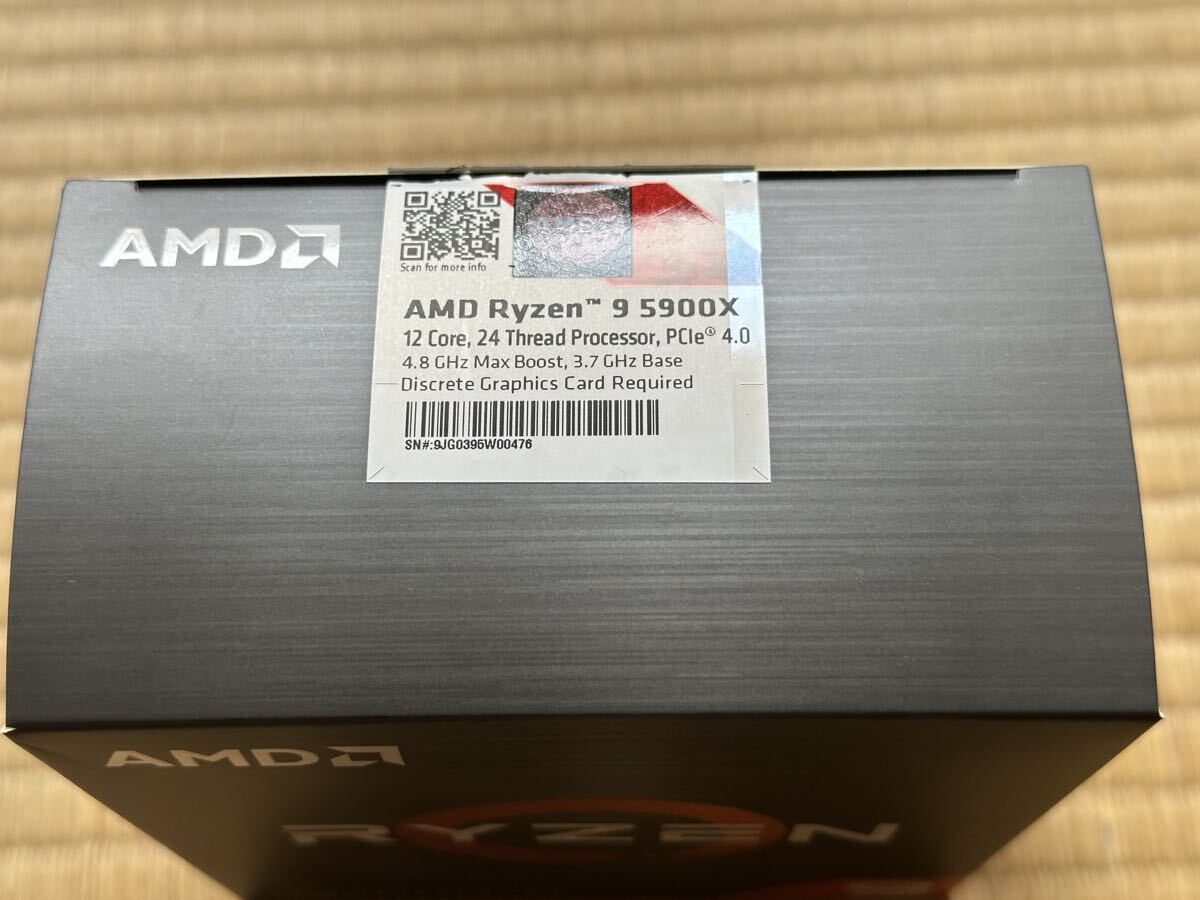 AMD
Scan for more info
AMD Ryzen™ 9 5900X
12 Core, 24 Thread Processor, PCIe® 4.0
4.8 GHz Max Boost, 3.7 GHz Base
Discrete Graphics Card Required
SN#:9JG0395W00476
AMD
RYZEN